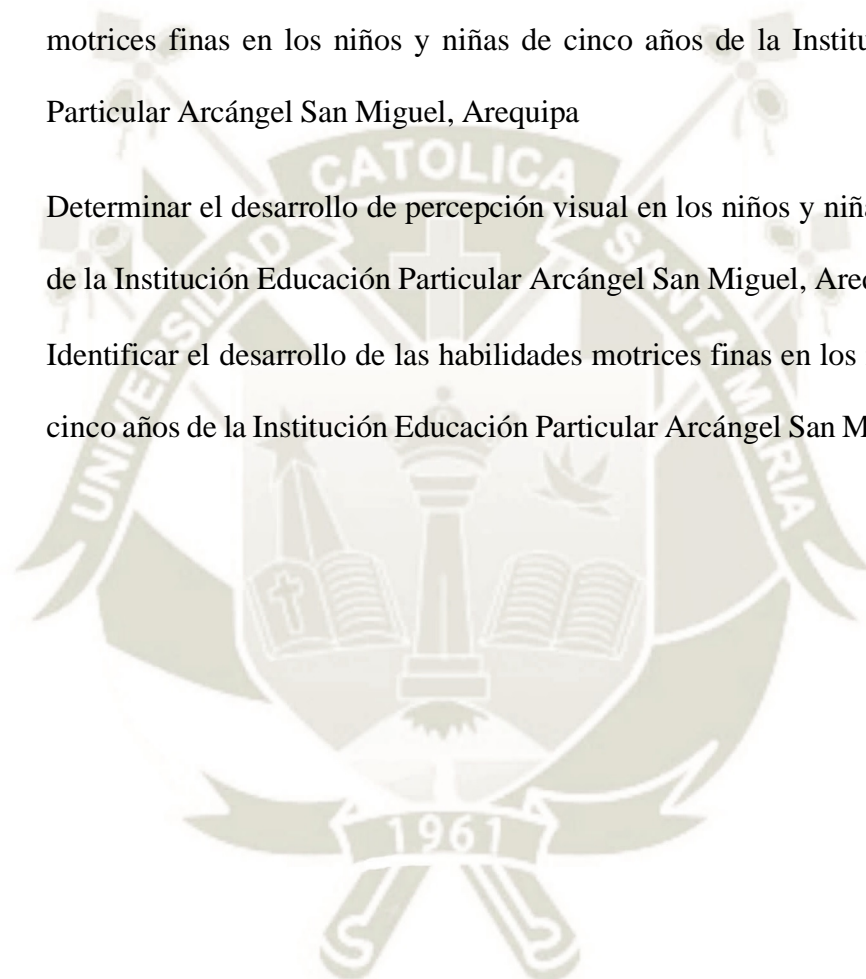 motrices finas en los niños y niñas de cinco años de la Institu
Particular Arcángel San Miguel, Arequipa
CATOLICA
Determinar el desarrollo de percepción visual en los niños y niña
de la Institución Educación Particular Arcángel San Miguel, Areq
UNIVERSIDAD
SANTA MARIA
Identificar el desarrollo de las habilidades motrices finas en los
cinco años de la Institución Educación Particular Arcángel San M
1961